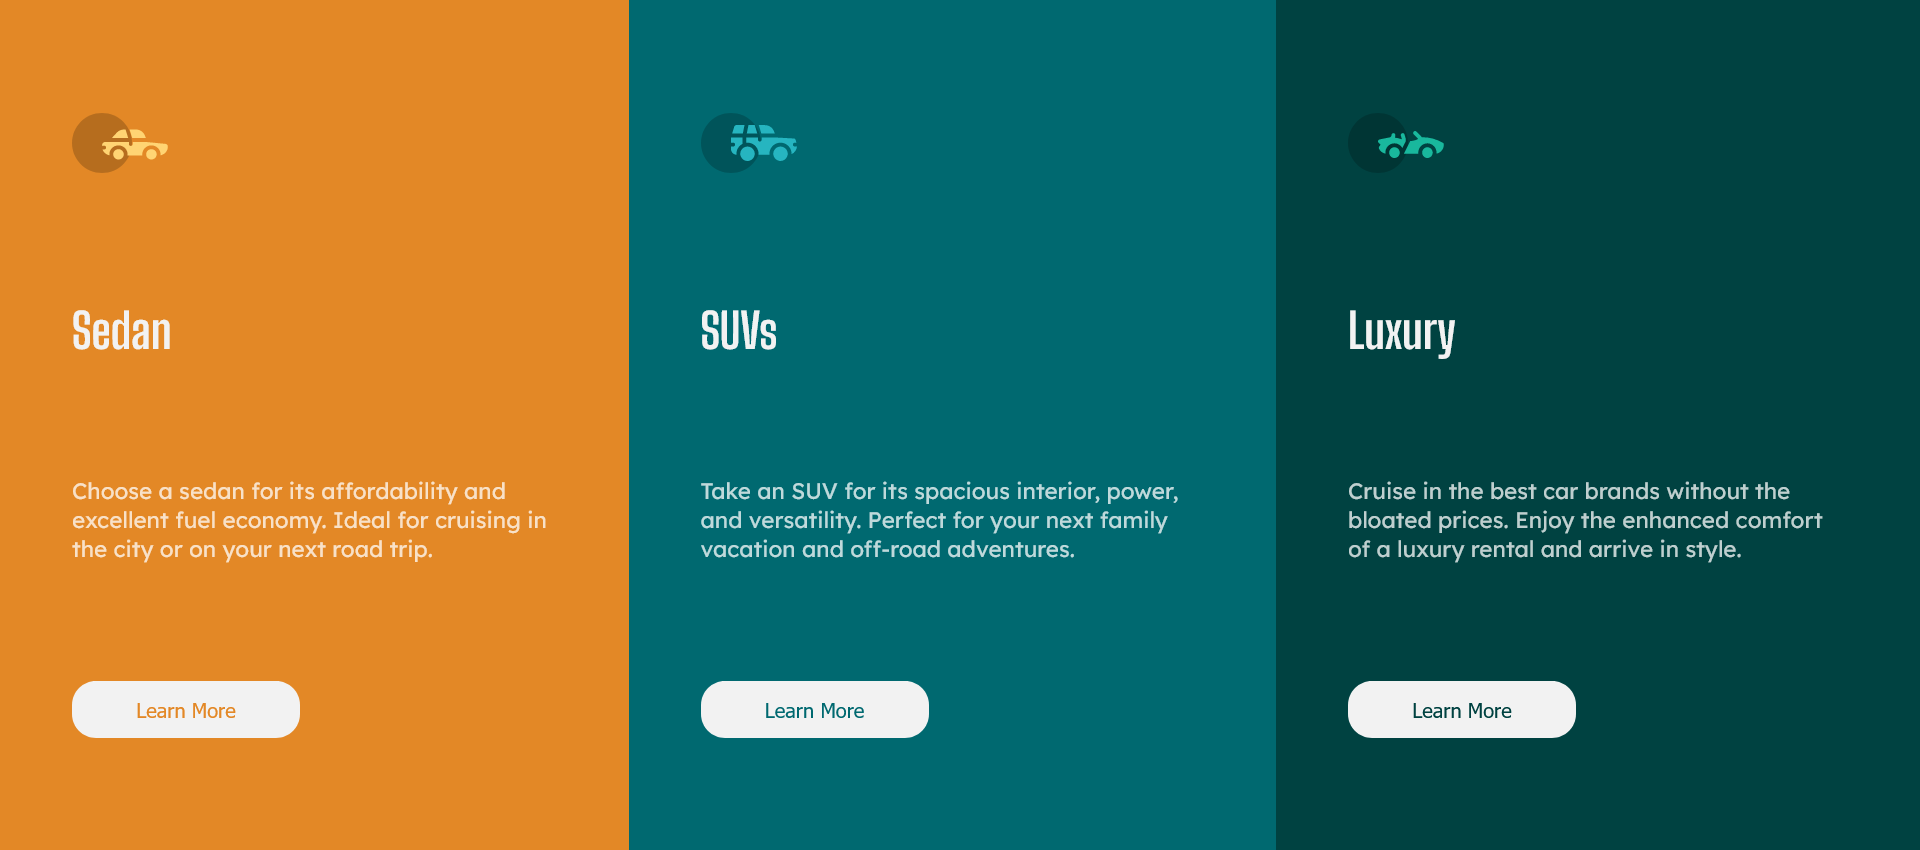 Sedan
Choose a sedan for its affordability and
excellent fuel economy. Ideal for cruising in
the city or on your next road trip.
Learn More
SUVs
Take an SUV for its spacious interior, power,
and versatility. Perfect for your next family
vacation and off-road adventures.
Learn More
Luxury
Cruise in the best car brands without the
bloated prices. Enjoy the enhanced comfort
of a luxury rental and arrive in style.
Learn More